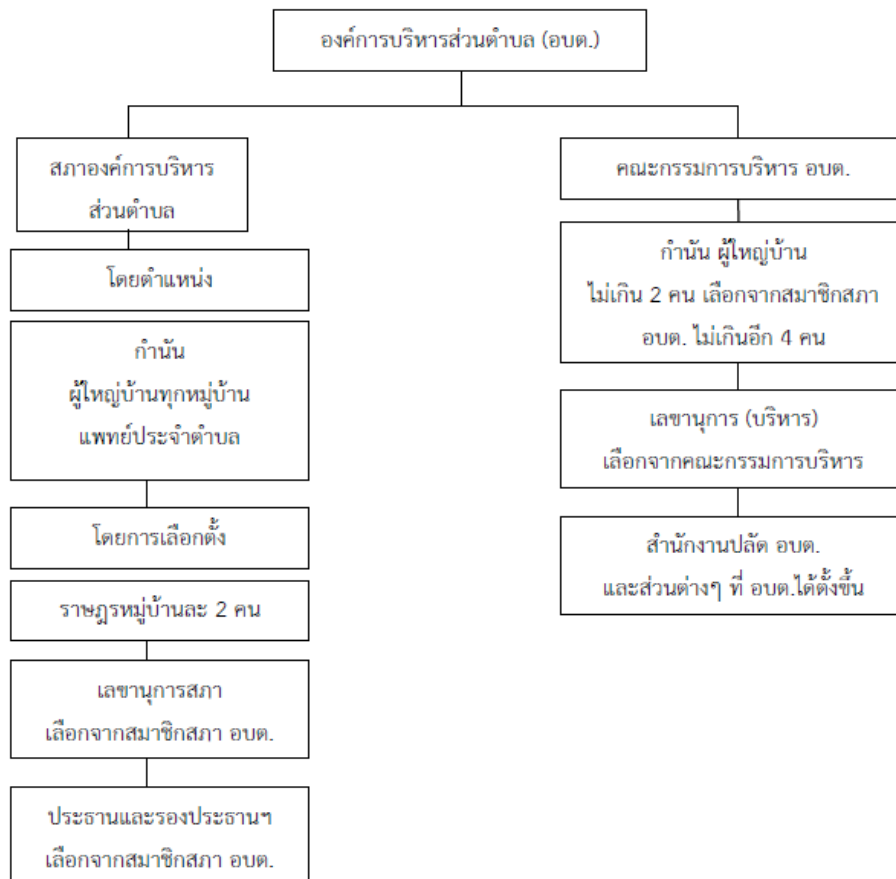 องค์การบริหารส่วนตำบล (อบต.)
สภาองค์การบริหาร
ส่วนตำบล
โดยตำแหน่ง
กำนัน
ผู้ใหญ่บ้านทุกหมู่บ้าน
แพทย์ประจำตำบล
โดยการเลือกตั้ง
ราษฎรหมู่บ้านละ 2 คน
เลขานุการสภา
เลือกจากสมาชิกสภา อบต.
ประธานและรองประธานฯ
เลือกจากสมาชิกสภา อบต.
คณะกรรมการบริหาร อบต.
กำนัน ผู้ใหญ่บ้าน
ไม่เกิน 2 คน เลือกจากสมาชิกสภา
อบต. ไม่เกินอีก 4 คน
เลขานุการ (บริหาร)
เลือกจากคณะกรรมการบริหาร
สำนักงานปลัด อบต.
และส่วนต่างๆ ที่ อบต.ได้ตั้งขึ้น